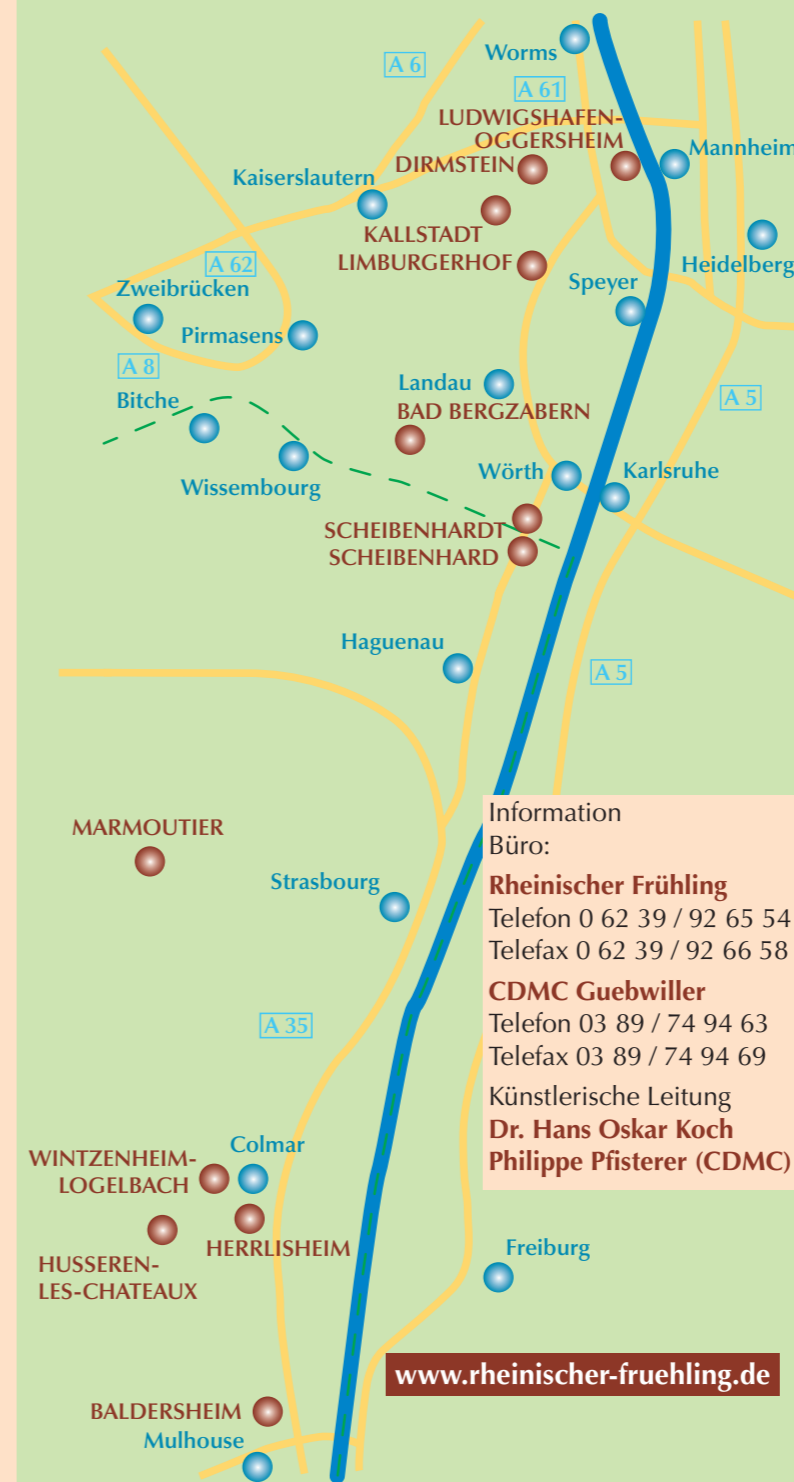 Worms
A 6
A 61
LUDWIGSHAFEN-
OGGERSHEIM
DIRMSTEIN
Mannheim
Kaiserslautern
KALLSTADT
LIMBURGERHOF
A 62
Heidelberg
Zweibrücken
Speyer
Pirmasens
A 8
Landau
A 5
Bitche
BAD BERGZABERN
Wissembourg
Wörth
Karlsruhe
SCHEIBENHARDT
SCHEIBENHARD
Haguenau
A 5
MARMOUTIER
Strasbourg
A 35
Information
Büro:
Rheinischer Frühling
Telefon 0 62 39 / 92 65 54
Telefax 0 62 39 / 92 66 58
CDMC Guebwiller
Telefon 03 89 / 74 94 63
Telefax 03 89 / 74 94 69
Künstlerische Leitung
Dr. Hans Oskar Koch
Philippe Pfisterer (CDMC)
Colmar
WINTZENHEIM-
LOGELBACH
HERRLISHEIM
HUSSEREN-
LES-CHATEAUX
Freiburg
www.rheinischer-fruehling.de
BALDERSHEIM
Mulhouse